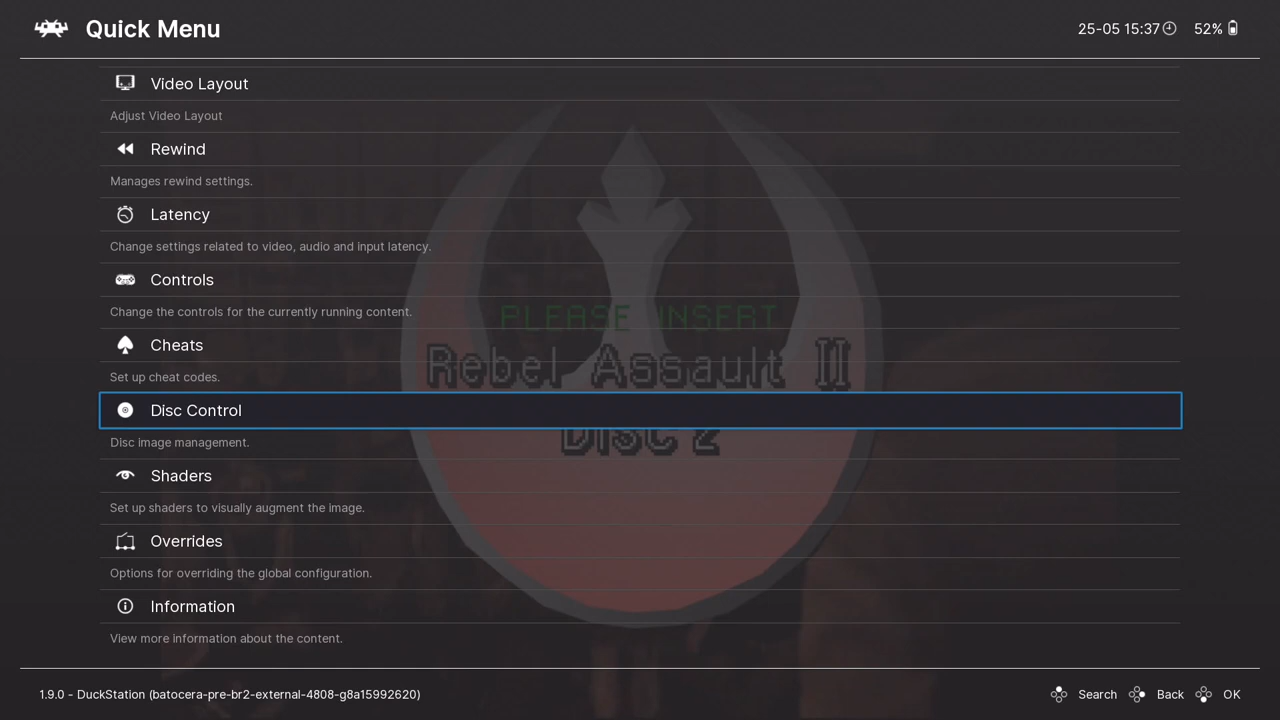 Quick Menu
25-05 15:37
52%
Video Layout
Adjust Video Layout
Rewind
Manages rewind settings.
Latency
Change settings related to video, audio and input latency.
Controls
Change the controls for the currently running content.
PLEASE INSERT
Cheats
Rebel Assault II
Set up cheat codes.
Disc Control
DISC 2
Disc image management.
Shaders
Set up shaders to visually augment the image.
Overrides
Options for overriding the global configuration.
Information
View more information about the content.
1.9.0 - DuckStation (batocera-pre-br2-external-4808-g8a15992620)
Search Back OK